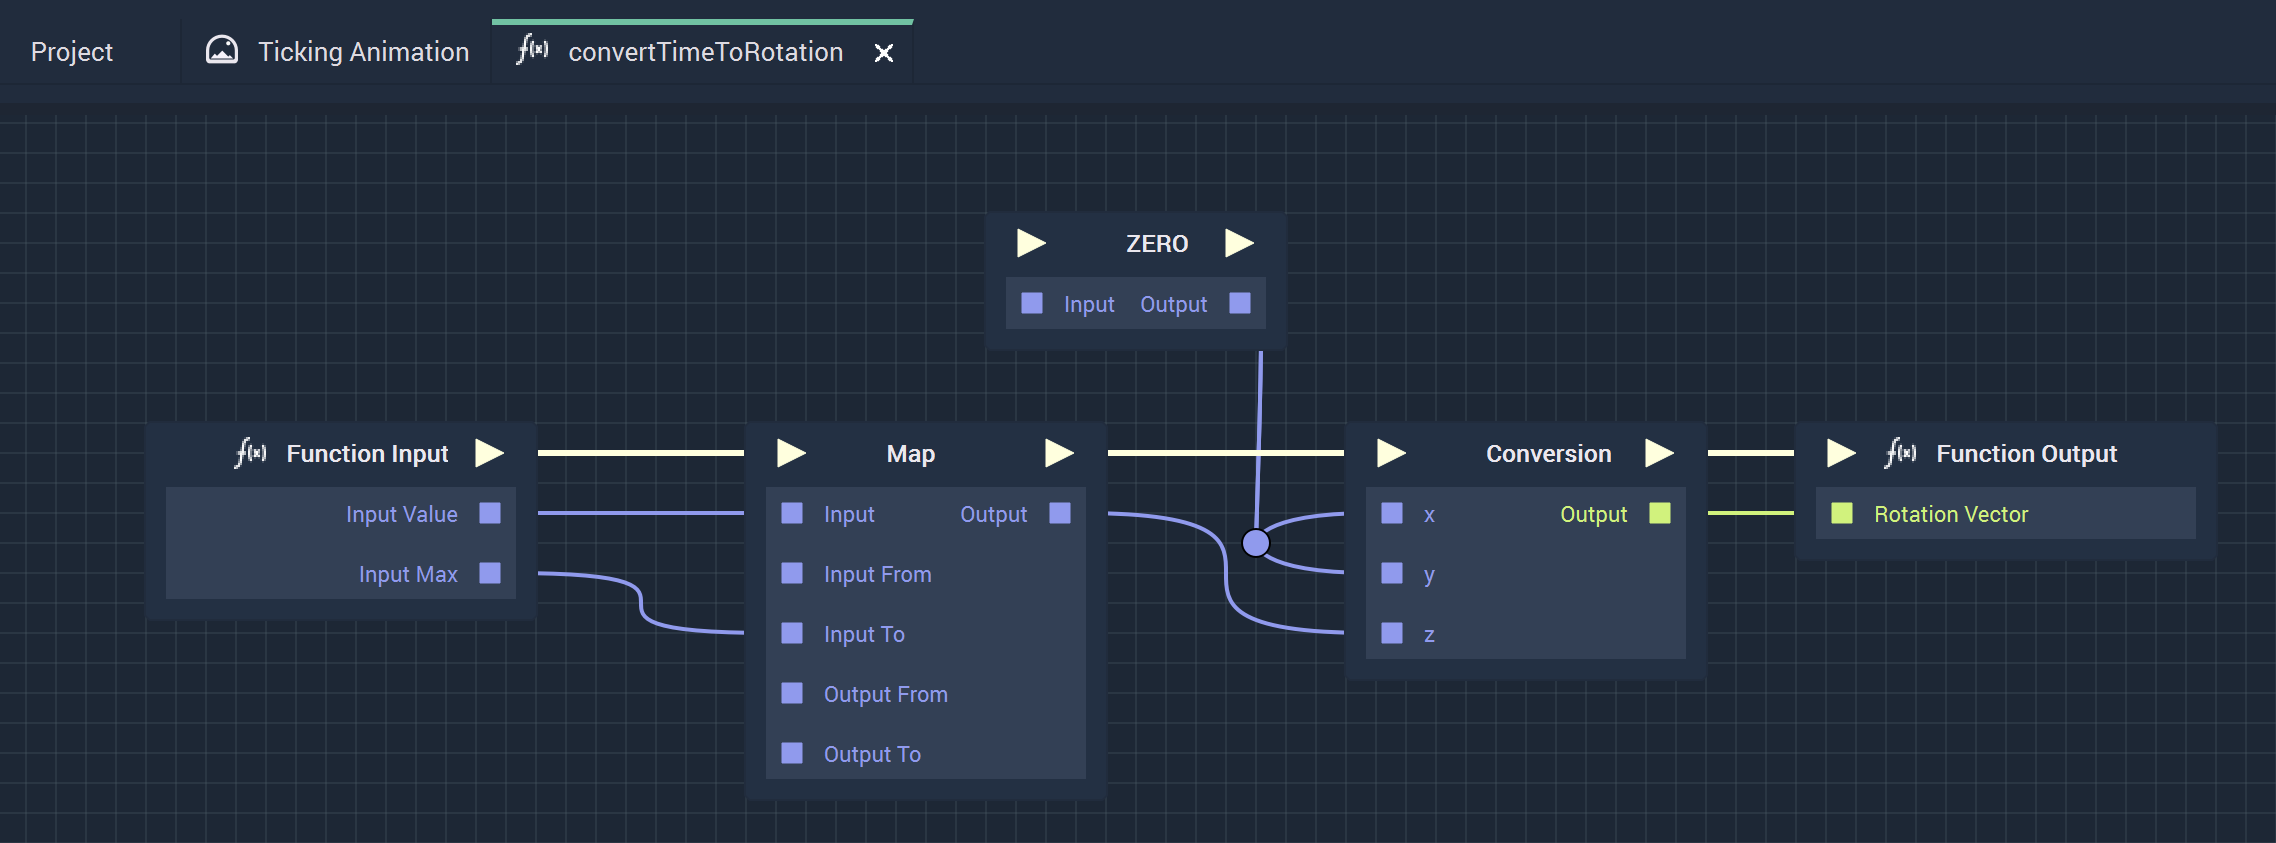 Project
Ticking Animation
f(x) convertTimeToRotation
ZERO
Input Output
f(x) Function Input
Input Value
Input Max
Map
Input Output
Input From
Input To
Output From
Output To
Conversion
x Output
y
z
f(x) Function Output
Rotation Vector